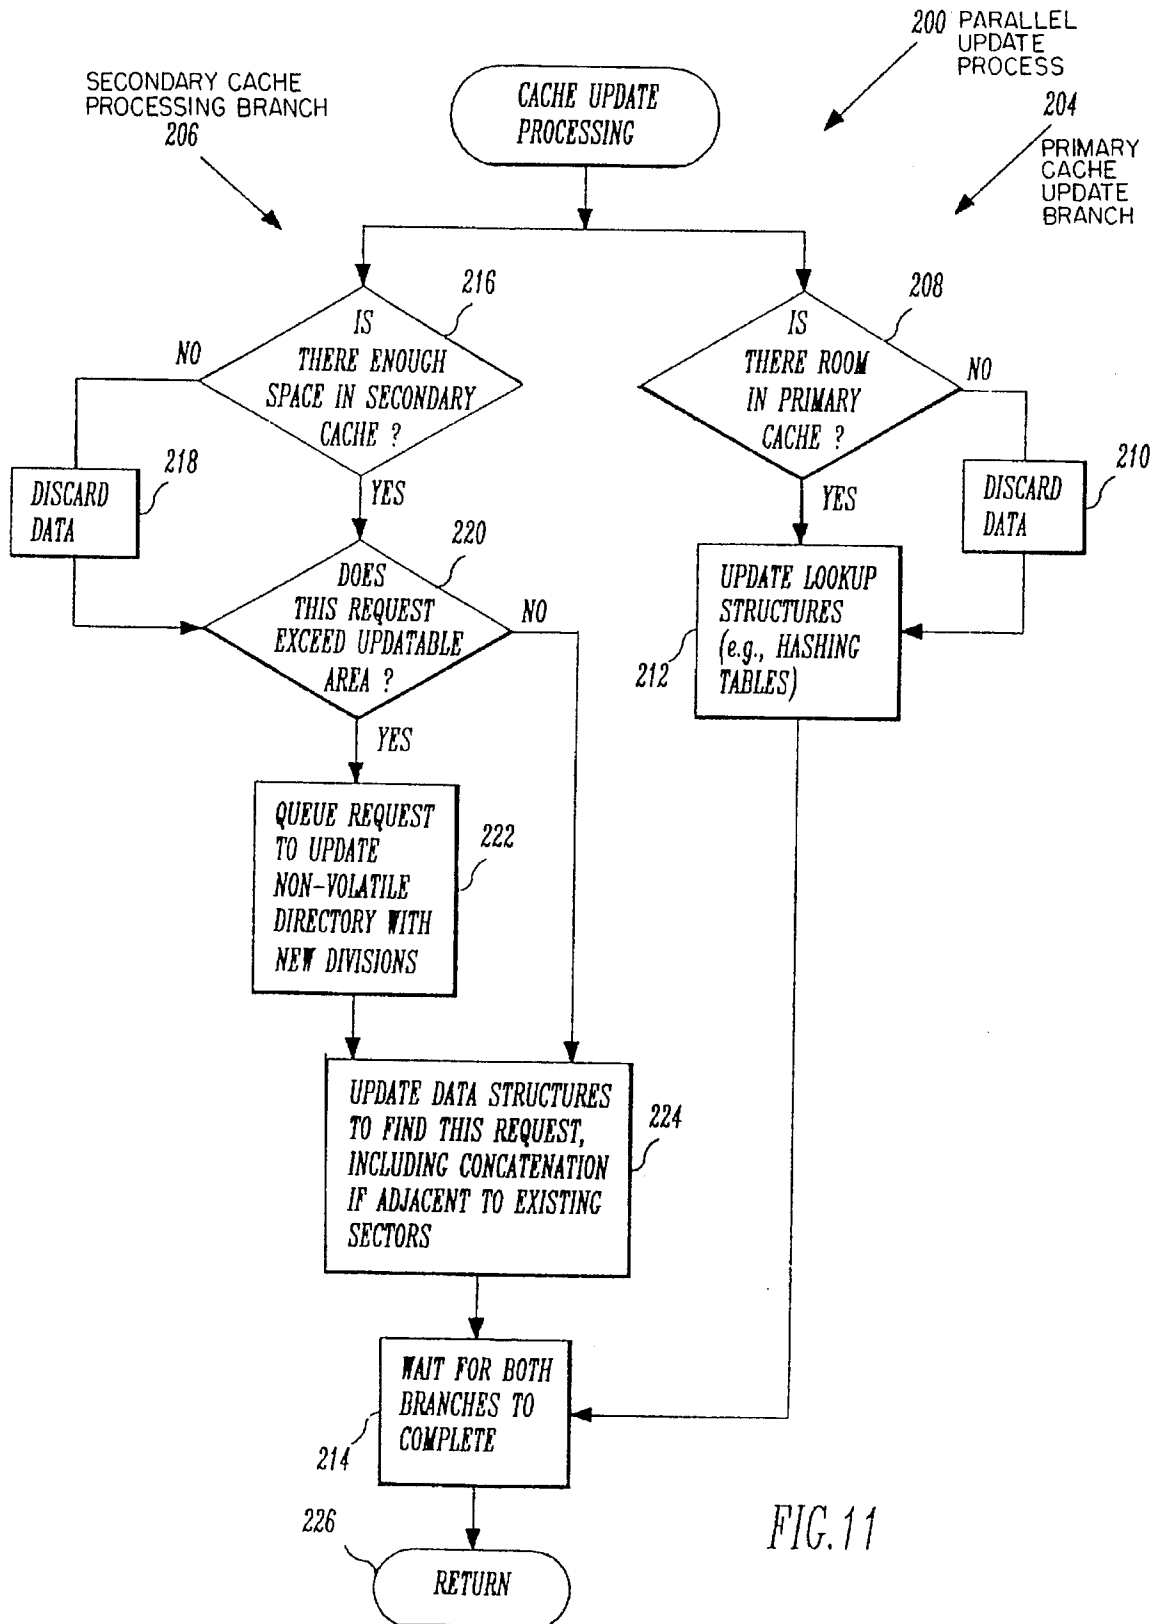 200 PARALLEL
UPDATE
PROCESS
SECONDARY CACHE
PROCESSING BRANCH
206
CACHE UPDATE
PROCESSING
204
PRIMARY
CACHE
UPDATE
BRANCH
216
IS
THERE ENOUGH
SPACE IN SECONDARY
CACHE ?
NO
YES
208
IS
THERE ROOM
IN PRIMARY
CACHE ?
NO
YES
218
DISCARD
DATA
210
DISCARD
DATA
220
DOES
THIS REQUEST
EXCEED UPDATABLE
AREA ?
NO
YES
UPDATE LOOKUP
STRUCTURES
(e.g., HASHING
TABLES)
212
QUEUE REQUEST
TO UPDATE
NON-VOLATILE
DIRECTORY WITH
NEW DIVISIONS
222
UPDATE DATA STRUCTURES
TO FIND THIS REQUEST,
INCLUDING CONCATENATION
IF ADJACENT TO EXISTING
SECTORS
224
WAIT FOR BOTH
BRANCHES TO
COMPLETE
214
226
RETURN
FIG.11